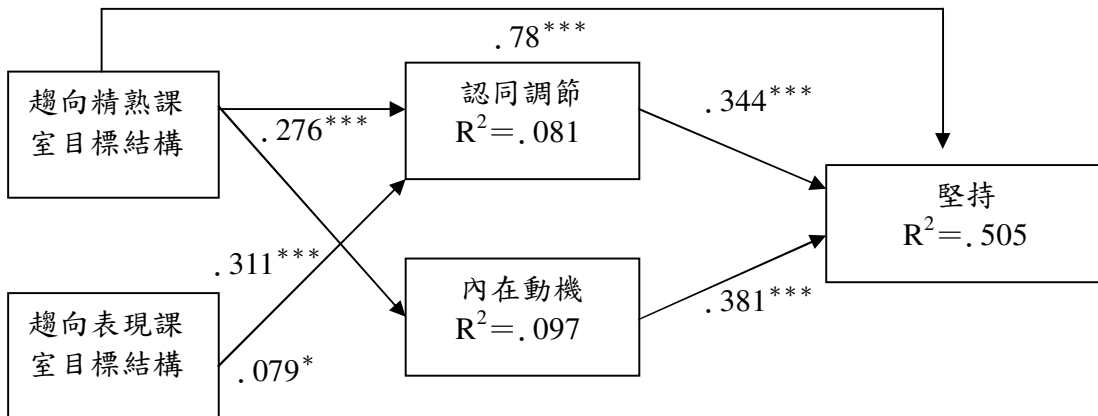 .78***
趨向精熟課
室目標結構
認同調節
R²＝.081
.344***
.276***
堅持
R²＝.505
.311***
內在動機
R²＝.097
.381***
趨向表現課
室目標結構
.079*